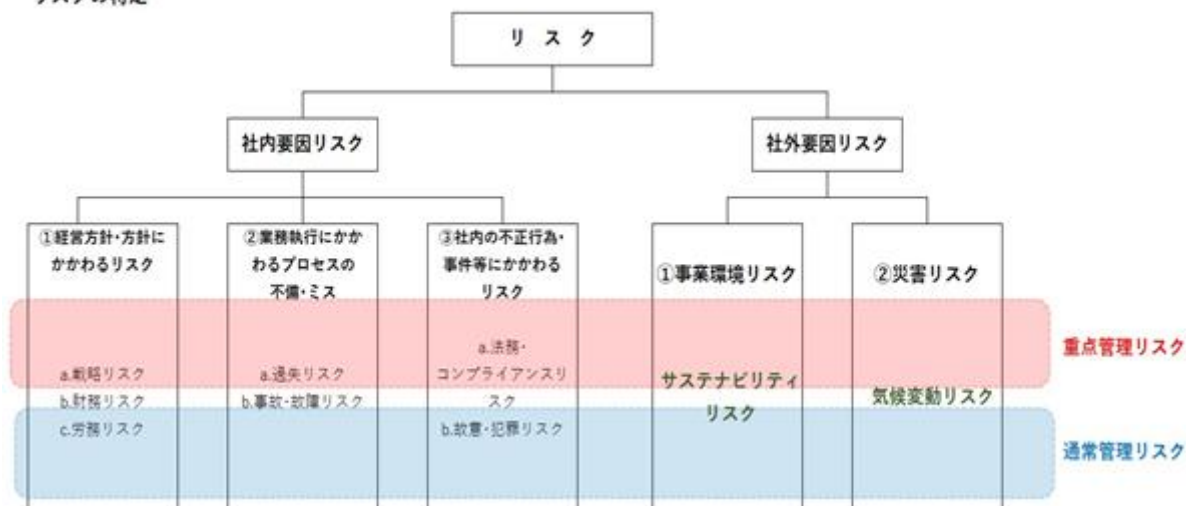 リスク
社内要因リスク
社外要因リスク
①経営方針・方針に
かかわるリスク
②業務執行にかか
わるプロセスの
不備・ミス
③社内の不正行為・
事件等にかかわる
リスク
①事業環境リスク
②災害リスク
a.戦略リスク
b.財務リスク
c.労務リスク
a.過失リスク
b.事故・故障リスク
a.法務・
コンプライアンスリ
スク
b.故意・犯罪リスク
サステナビリティ
リスク
気候変動リスク
重点管理リスク
通常管理リスク